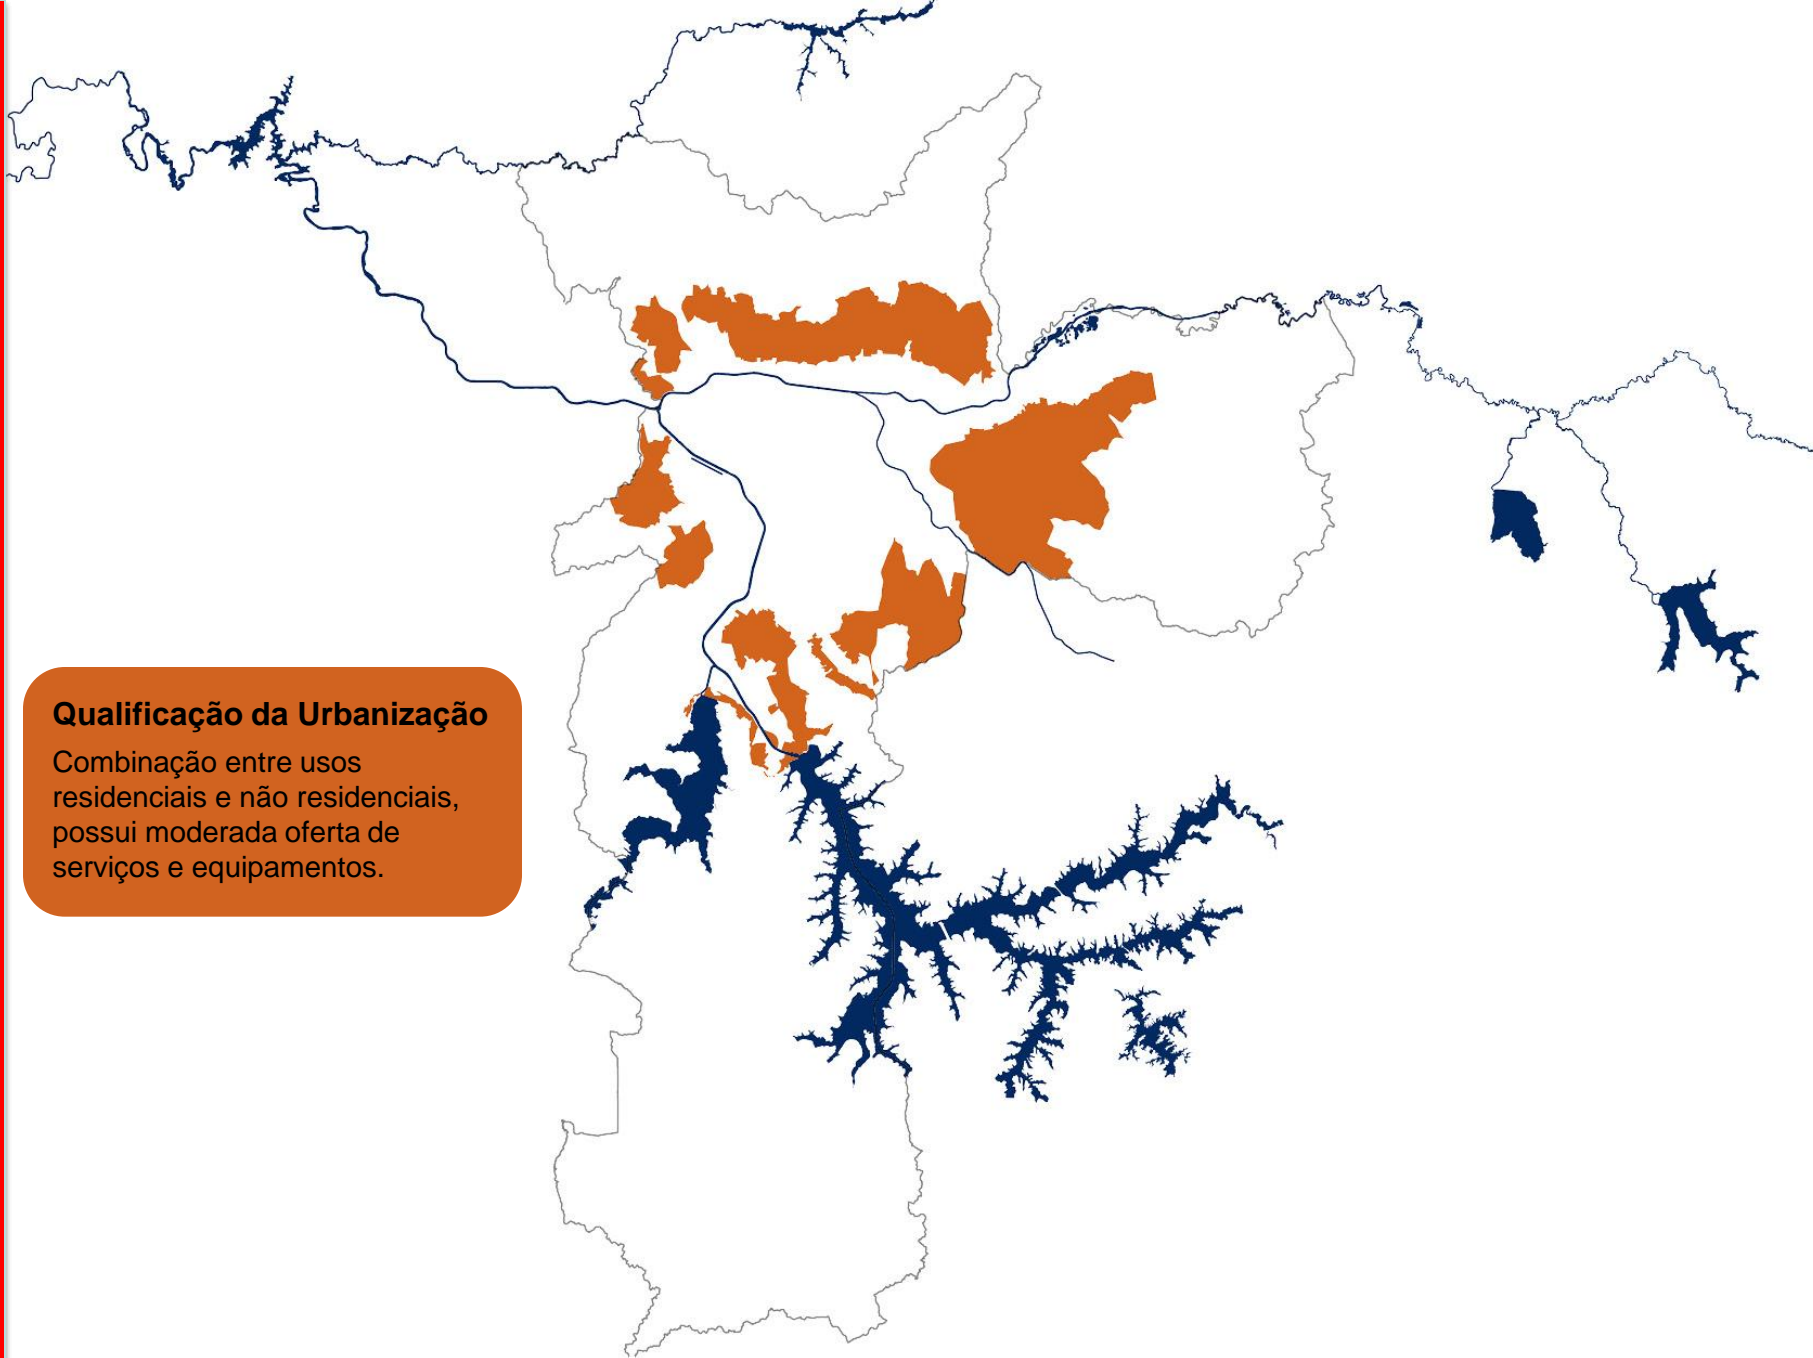 Qualificação da Urbanização
Combinação entre usos
residenciais e não residenciais,
possui moderada oferta de
serviços e equipamentos.